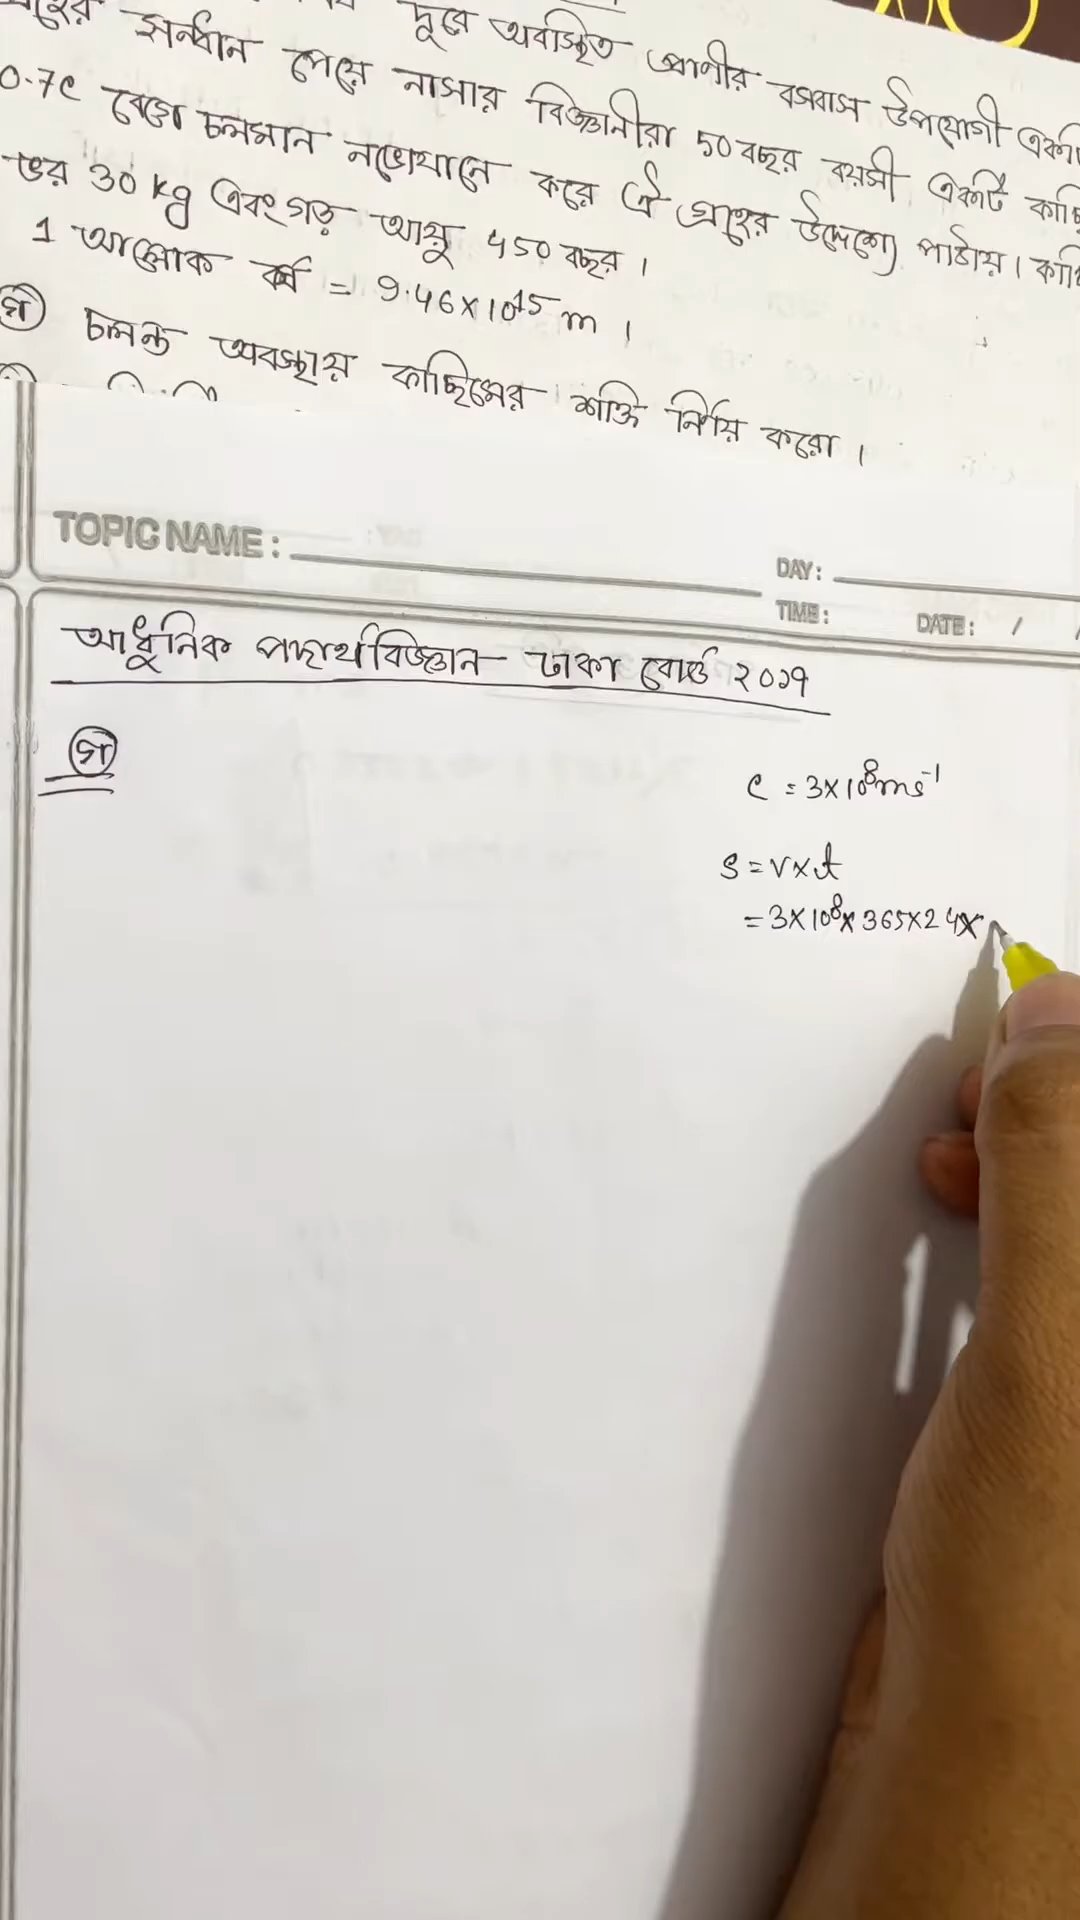 দূরে অবস্থিত প্রাণীর বসবাস উপযোগী একটি
গ্রহের সন্ধান পেয়ে নাসার বিজ্ঞানীরা 50 বছর বয়সী একটি
0.7c বেগে চলমান নভোযানে করে ঐ গ্রহের উদ্দেশ্যে পাঠায়।
ভর 30 kg এবং গড় আয়ু 450 বছর।
1 আলোক বর্ষ = 9.46×10^15 m।
গ চলন্ত অবস্থায় কাছিমের শক্তি নির্ণয় করো।
TOPIC NAME:
DAY:
TIME: DATE: / /
আধুনিক পদার্থবিজ্ঞান - ঢাকা বোর্ড ২০১৭
গ
c = 3×10^8 ms^-1
S = v×t
= 3×10^8×365×24×